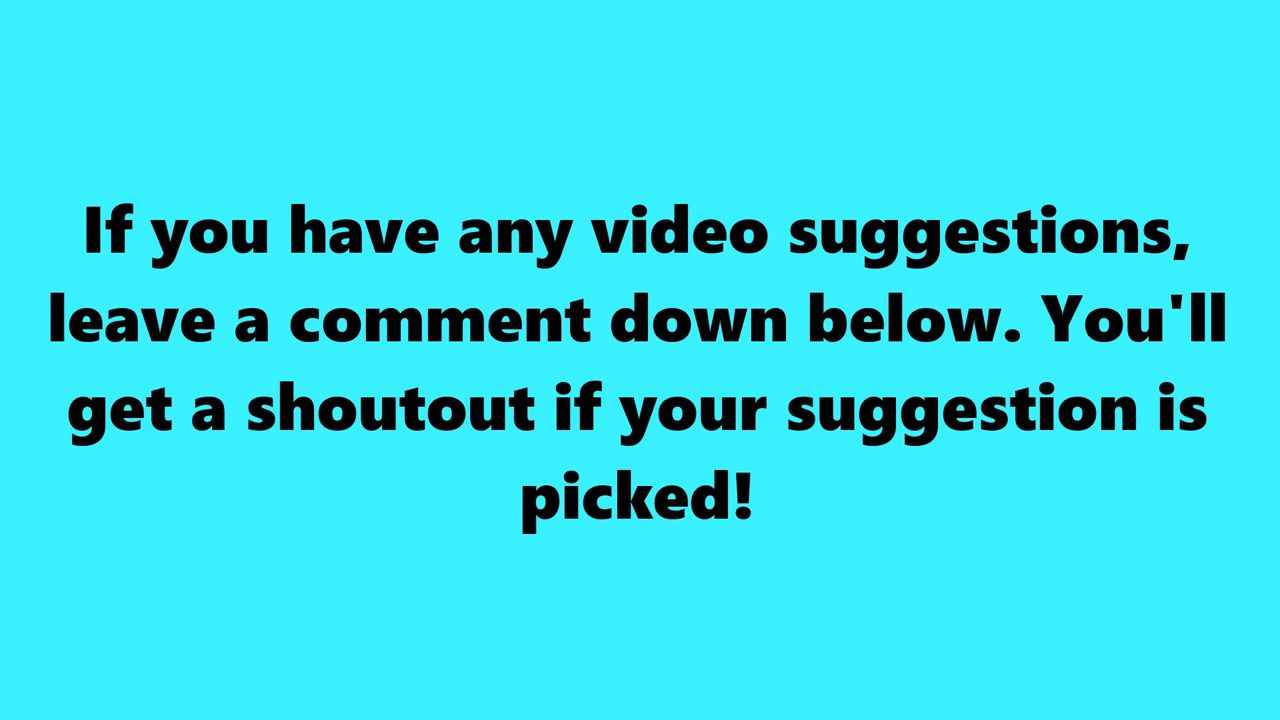 If you have any video suggestions,
leave a comment down below. You'll
get a shoutout if your suggestion is
picked!